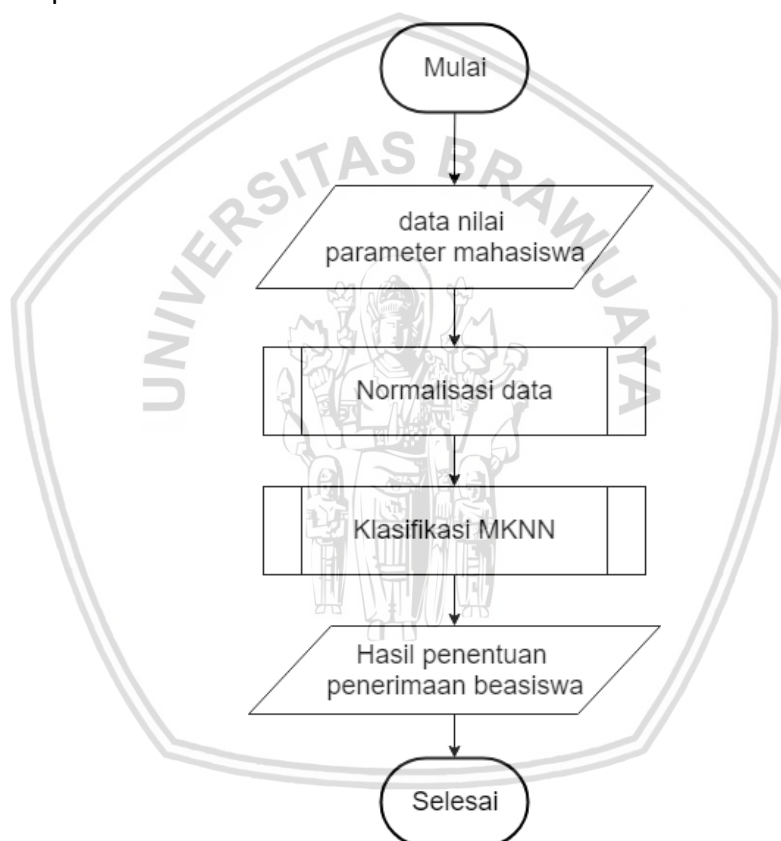 Mulai
UNIVERSITAS BRAWIJAYA
data nilai
parameter mahasiswa
Normalisasi data
Klasifikasi MKNN
Hasil penentuan
penerimaan beasiswa
Selesai